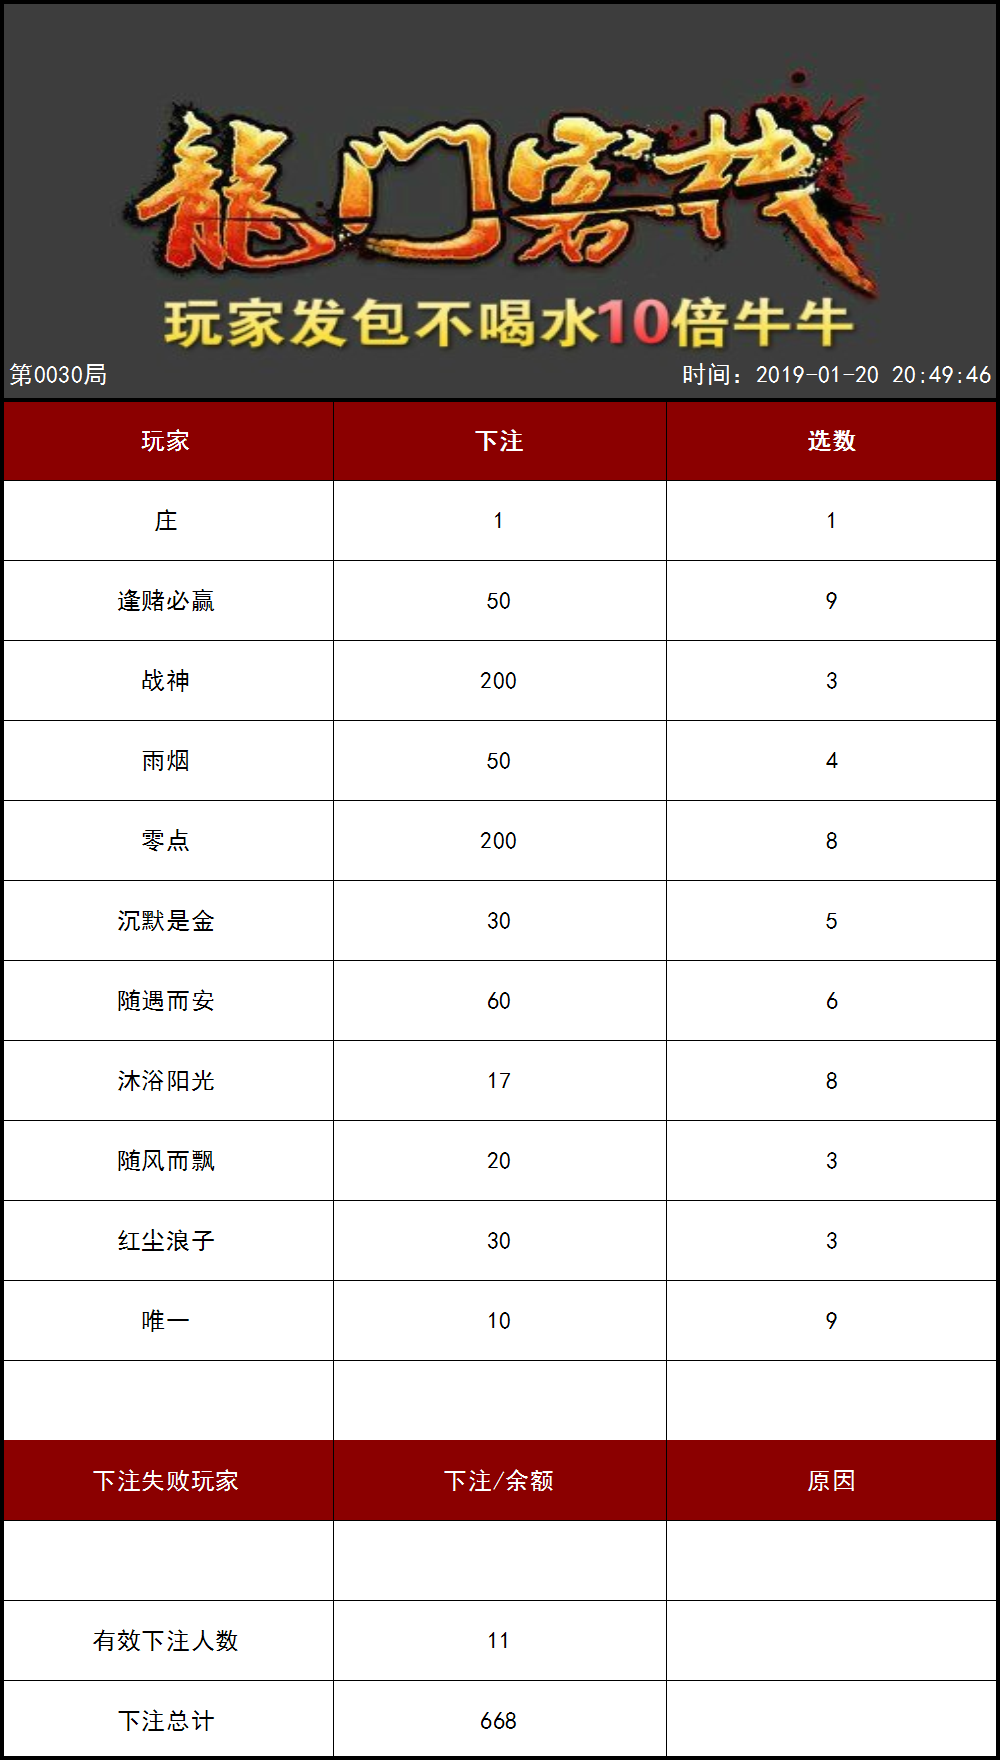 龍门客栈
玩家发包不喝水10倍牛牛
第0030局 时间：2019-01-20 20:49:46
玩家 下注 选数
庄 1 1
逢赌必赢 50 9
战神 200 3
雨烟 50 4
零点 200 8
沉默是金 30 5
随遇而安 60 6
沐浴阳光 17 8
随风而飘 20 3
红尘浪子 30 3
唯一 10 9
下注失败玩家 下注/余额 原因
有效下注人数 11
下注总计 668